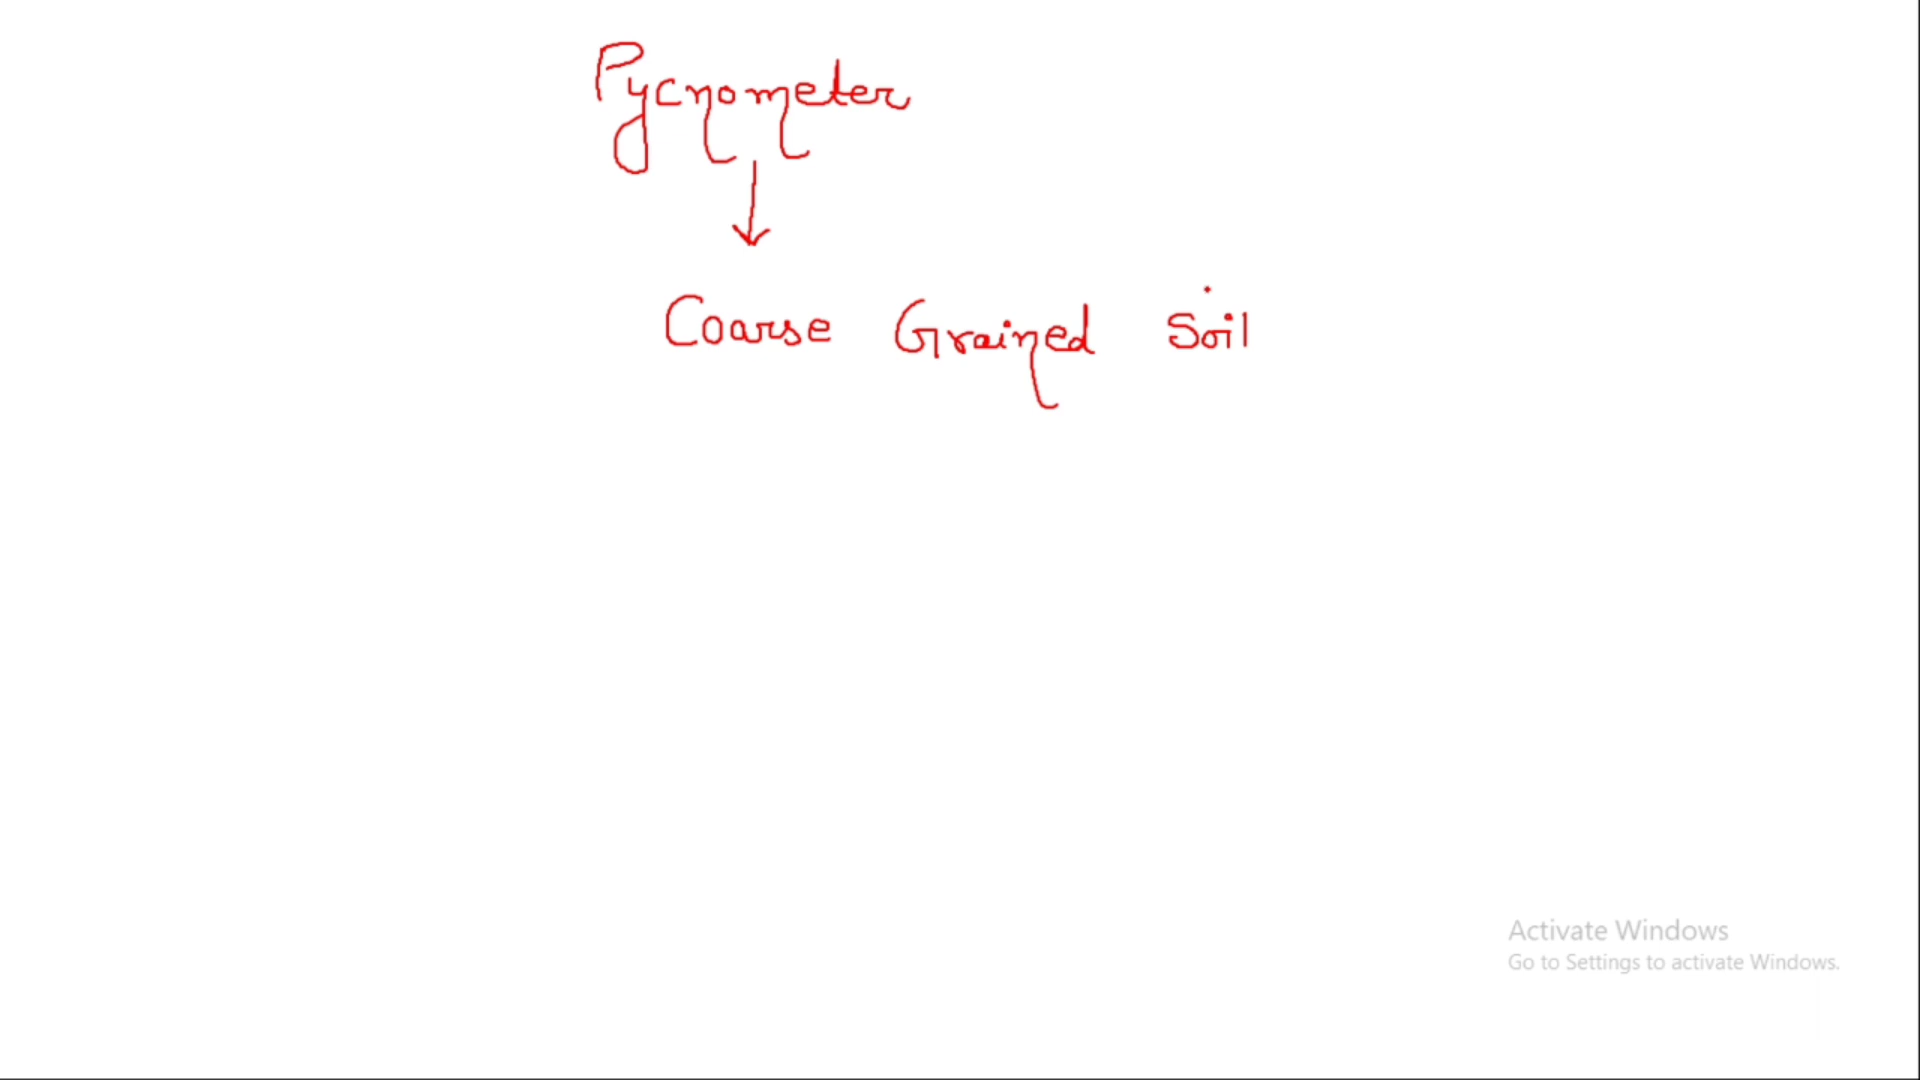 Pycnometer
↓
Coarse Grained Soil
Activate Windows
Go to Settings to activate Windows.